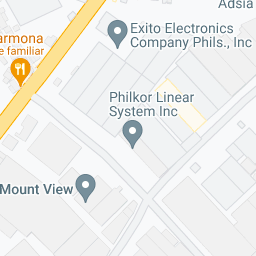 Adsia
Exito Electronics
Company Phils., Inc
armona
e familiar
Philkor Linear
System Inc
Mount View